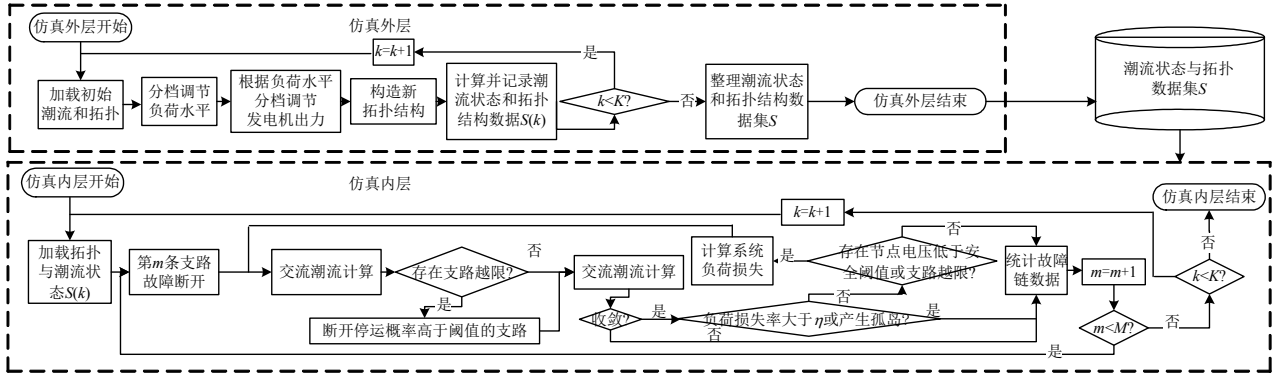 仿真外层开始
仿真外层
k=k+1
是
加载初始
潮流和拓扑
分档调节
负荷水平
根据负荷水平
分档调节
发电机出力
构造新
拓扑结构
计算并记录潮
流状态和拓扑
结构数据S(k)
k<K?
否
整理潮流状态
和拓扑结构数
据集S
仿真外层结束
潮流状态与拓扑
数据集S
仿真内层开始
仿真内层
k=k+1
仿真内层结束
加载拓扑
与潮流状
态S(k)
第m条支路
故障断开
交流潮流计算
存在支路越限?
否
是
断开停运概率高于阈值的支路
交流潮流计算
收敛?
是
否
负荷损失率大于η或产生孤岛?
否
是
计算系统
负荷损失
是
存在节点电压低于安
全阈值或支路越限?
否
统计故障
链数据
m=m+1
m<M?
是
否
k<K?
否